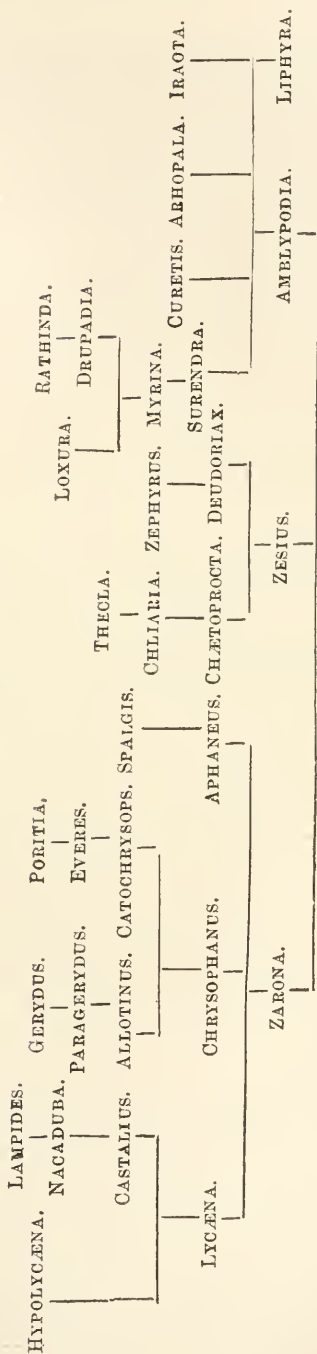 LAMPIDES.
HYPOLYCÆNA. GERYDUS. PORITIA. RATHINDA.
NACADUBA. LOXURA.
PARAGERYDUS. EVERES. DRUPADIA.
THECLA.
CASTALIUS. ALLOTINUS. CATOCHRYSOPS. SPALGIS.
CHLIARIA. ZEPHYRUS. MYRINA.
CURETIS. ARHOPALA. IRAOTA.
SURENDRA.
CHRYSOPHANUS. APHANEUS. CHÆTOPROCTA. DEUDORIAX.
LYCÆNA. ZARONA. ZESIUS. AMBLYPODIA. LIPHYRA.